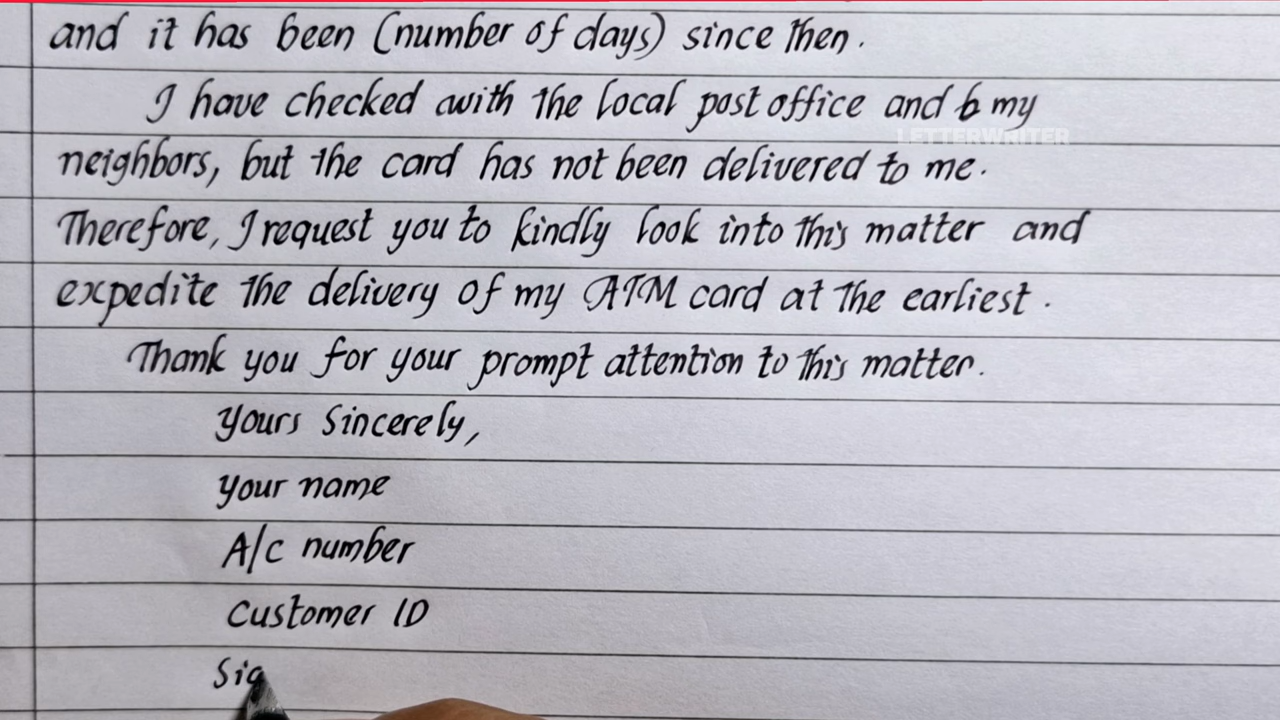 and it has been (number of days) since then.
I have checked with the local post office and b my
LETTERWRITER
neighbors, but the card has not been delivered to me.
Therefore, I request you to kindly look into this matter and
expedite the delivery of my ATM card at the earliest.
Thank you for your prompt attention to this matter.
Yours Sincerely,
Your name
A/C number
Customer ID
Sig